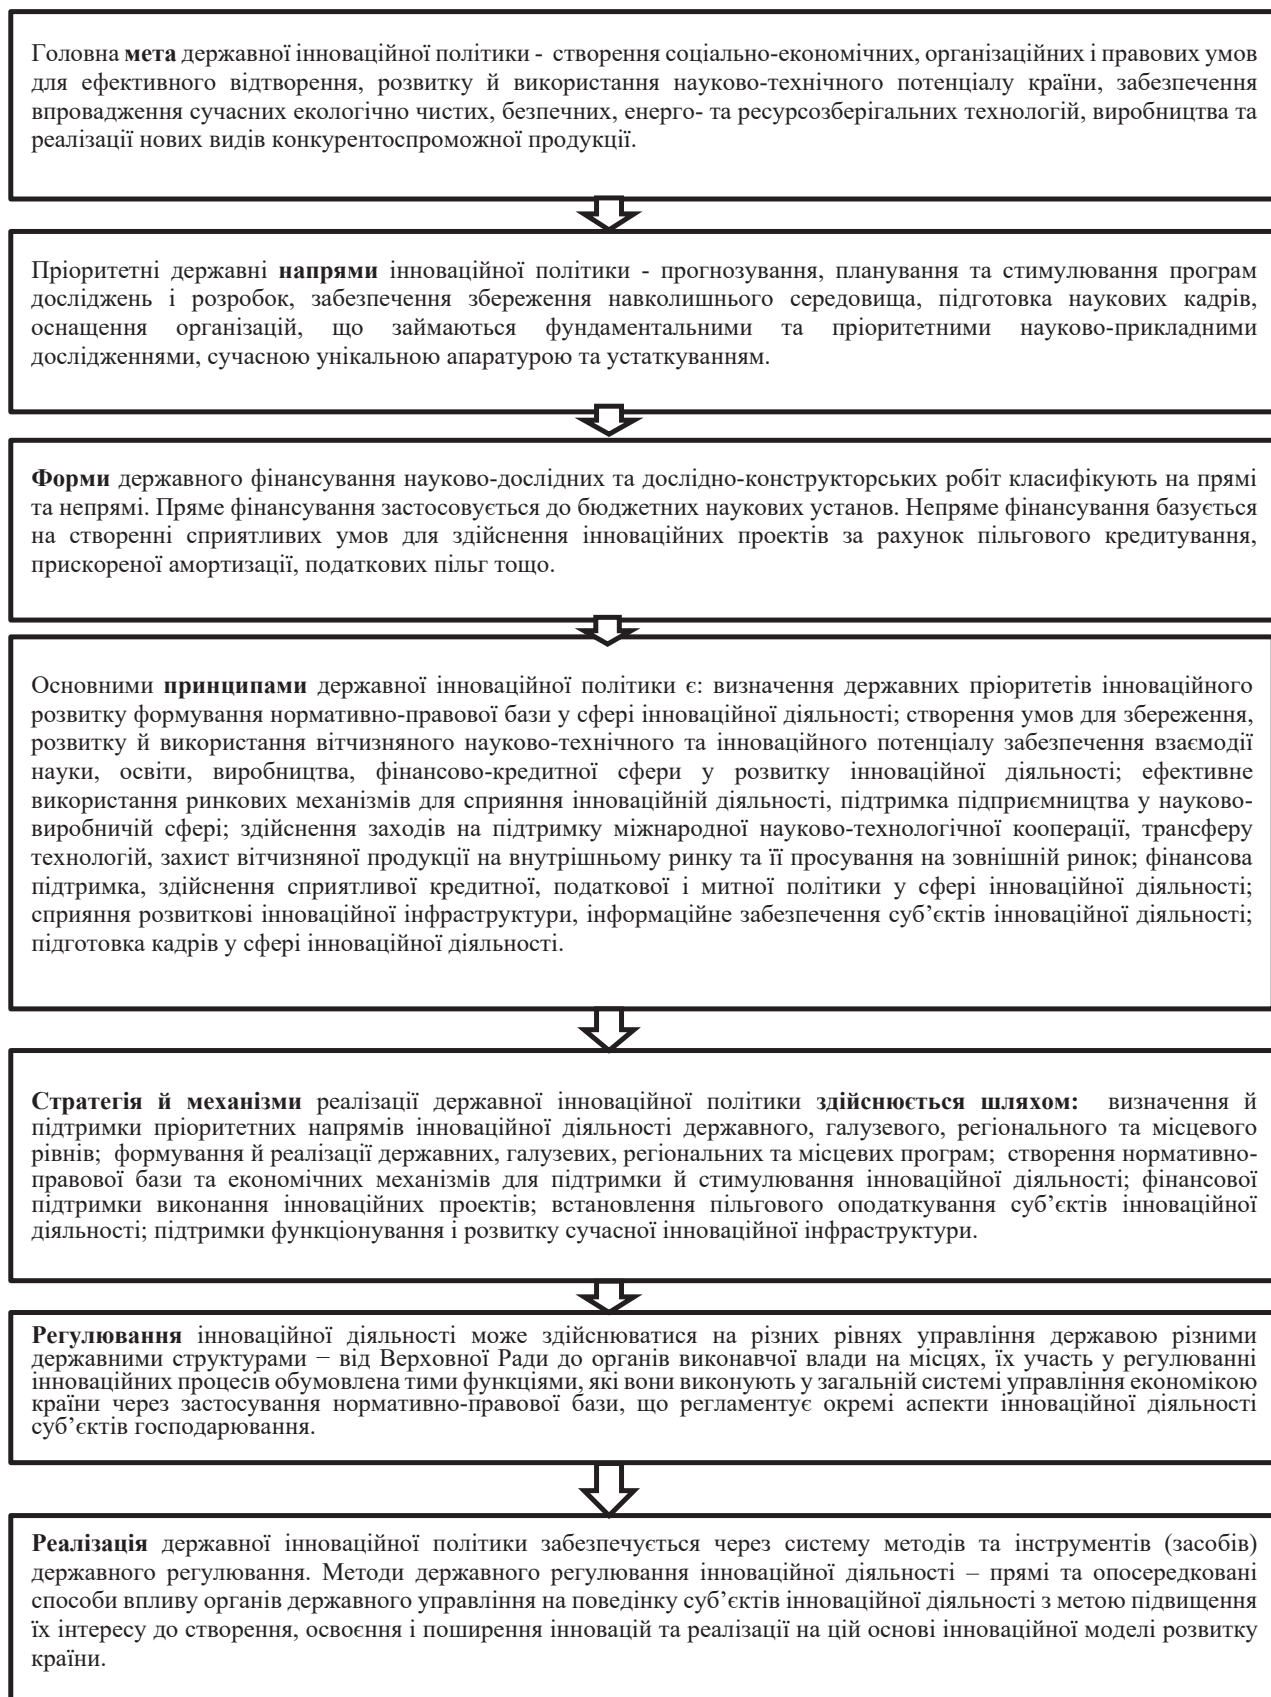 Головна мета державної інноваційної політики - створення соціально-економічних, організаційних і правових умов
для ефективного відтворення, розвитку й використання науково-технічного потенціалу країни, забезпечення
впровадження сучасних екологічно чистих, безпечних, енерго- та ресурсозберігальних технологій, виробництва та
реалізації нових видів конкурентоспроможної продукції.
Пріоритетні державні напрями інноваційної політики - прогнозування, планування та стимулювання програм
досліджень і розробок, забезпечення збереження навколишнього середовища, підготовка наукових кадрів,
оснащення організацій, що займаються фундаментальними та пріоритетними науково-прикладними
дослідженнями, сучасною унікальною апаратурою та устаткуванням.
Форми державного фінансування науково-дослідних та дослідно-конструкторських робіт класифікують на прямі
та непрямі. Пряме фінансування застосовується до бюджетних наукових установ. Непряме фінансування базується
на створенні сприятливих умов для здійснення інноваційних проектів за рахунок пільгового кредитування,
прискореної амортизації, податкових пільг тощо.
Основними принципами державної інноваційної політики є: визначення державних пріоритетів інноваційного
розвитку формування нормативно-правової бази у сфері інноваційної діяльності; створення умов для збереження,
розвитку й використання вітчизняного науково-технічного та інноваційного потенціалу забезпечення взаємодії
науки, освіти, виробництва, фінансово-кредитної сфери у розвитку інноваційної діяльності; ефективне
використання ринкових механізмів для сприяння інноваційній діяльності, підтримка підприємництва у науково-
виробничій сфері; здійснення заходів на підтримку міжнародної науково-технологічної кооперації, трансферу
технологій, захист вітчизняної продукції на внутрішньому ринку та її просування на зовнішній ринок; фінансова
підтримка, здійснення сприятливої кредитної, податкової і митної політики у сфері інноваційної діяльності;
сприяння розвиткові інноваційної інфраструктури, інформаційне забезпечення суб’єктів інноваційної діяльності;
підготовка кадрів у сфері інноваційної діяльності.
Стратегія й механізми реалізації державної інноваційної політики здійснюється шляхом: визначення й
підтримки пріоритетних напрямів інноваційної діяльності державного, галузевого, регіонального та місцевого
рівнів; формування й реалізації державних, галузевих, регіональних та місцевих програм; створення нормативно-
правової бази та економічних механізмів для підтримки й стимулювання інноваційної діяльності; фінансової
підтримки виконання інноваційних проектів; встановлення пільгового оподаткування суб’єктів інноваційної
діяльності; підтримки функціонування і розвитку сучасної інноваційної інфраструктури.
Регулювання інноваційної діяльності може здійснюватися на різних рівнях управління державою різними
державними структурами − від Верховної Ради до органів виконавчої влади на місцях, їх участь у регулюванні
інноваційних процесів обумовлена тими функціями, які вони виконують у загальній системі управління економікою
країни через застосування нормативно-правової бази, що регламентує окремі аспекти інноваційної діяльності
суб’єктів господарювання.
Реалізація державної інноваційної політики забезпечується через систему методів та інструментів (засобів)
державного регулювання. Методи державного регулювання інноваційної діяльності – прямі та опосередковані
способи впливу органів державного управління на поведінку суб’єктів інноваційної діяльності з метою підвищення
їх інтересу до створення, освоєння і поширення інновацій та реалізації на цій основі інноваційної моделі розвитку
країни.